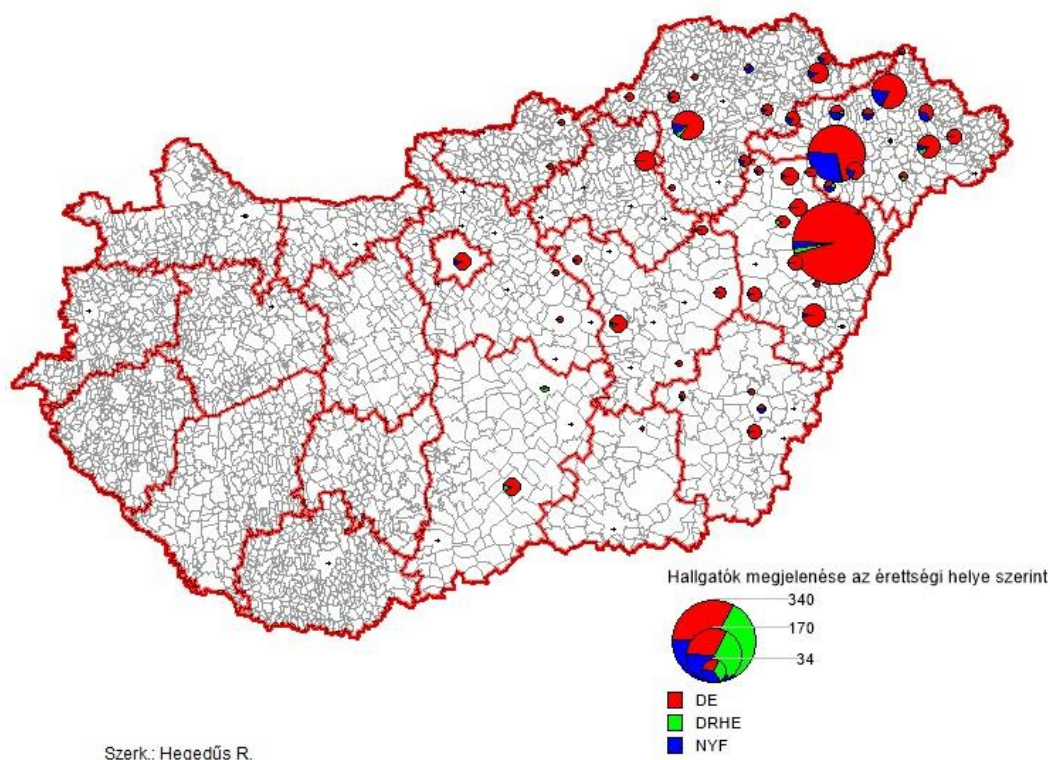 Hallgatók megjelenése az érettségi helye szerint
340
170
34
DE
DRHE
NYF
Szerk.: Hegedűs R.